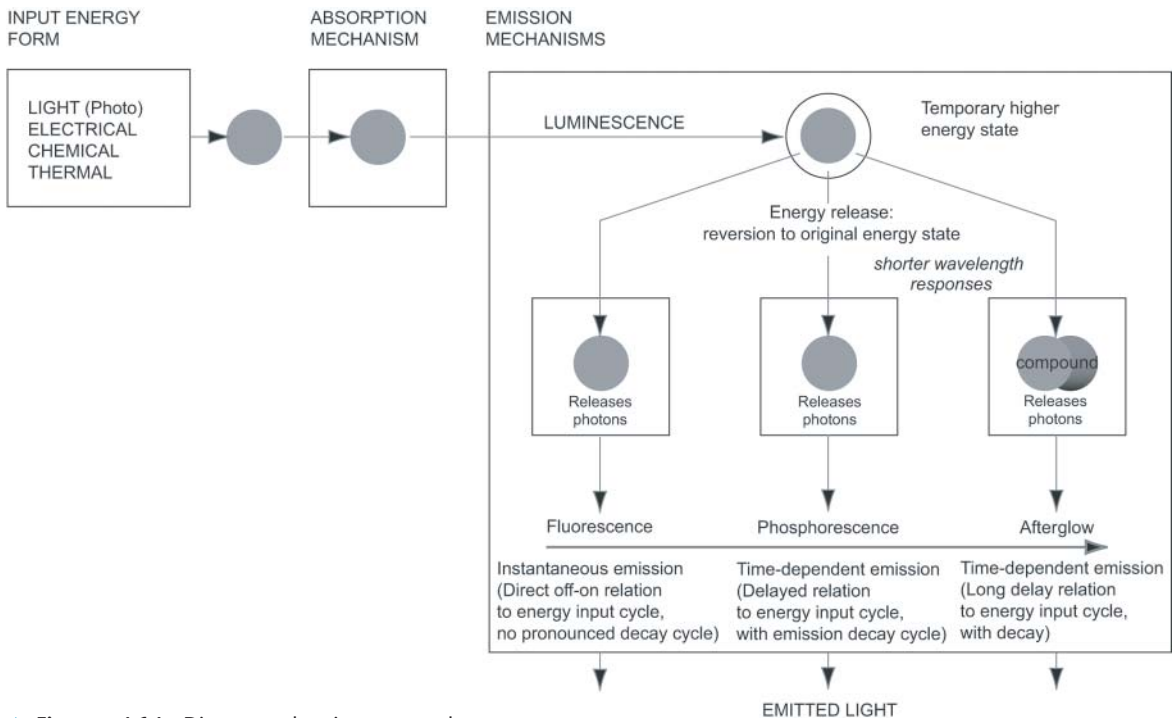 INPUT ENERGY
FORM
ABSORPTION
MECHANISM
EMISSION
MECHANISMS
LIGHT (Photo)
ELECTRICAL
CHEMICAL
THERMAL
LUMINESCENCE
Temporary higher
energy state
Energy release:
reversion to original energy state
shorter wavelength
responses
Releases
photons
Releases
photons
compound
Releases
photons
Fluorescence
Phosphorescence
Afterglow
Instantaneous emission
(Direct off-on relation
to energy input cycle,
no pronounced decay cycle)
Time-dependent emission
(Delayed relation
to energy input cycle,
with emission decay cycle)
Time-dependent emission
(Long delay relation
to energy input cycle,
with decay)
EMITTED LIGHT